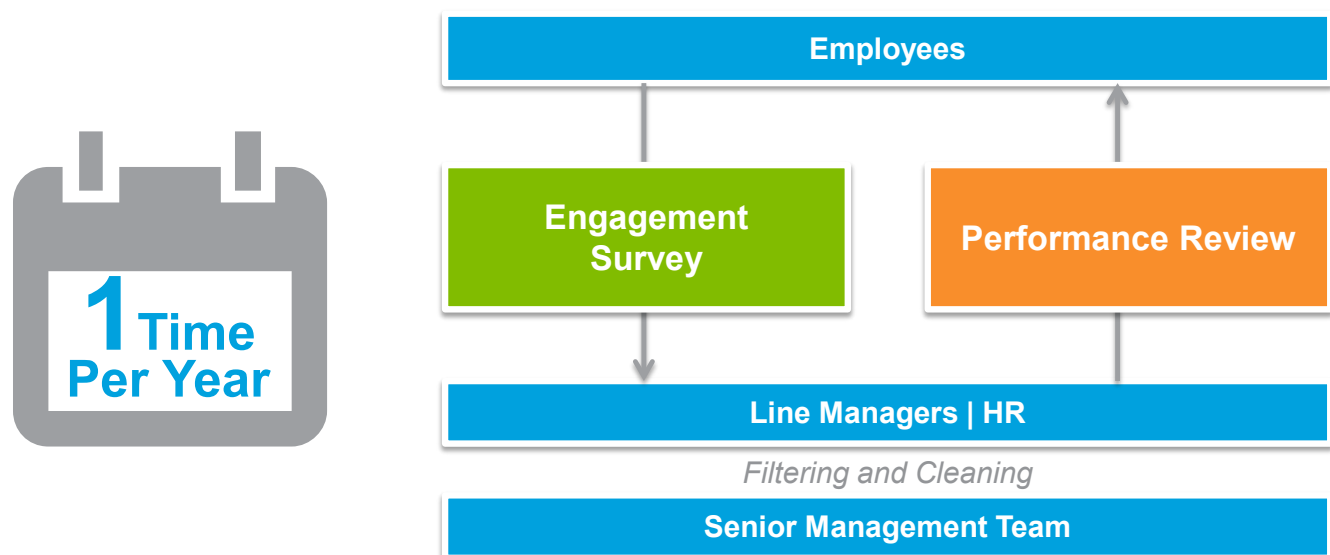 Employees
1 Time
Per Year
Engagement
Survey
Performance Review
Line Managers | HR
Filtering and Cleaning
Senior Management Team